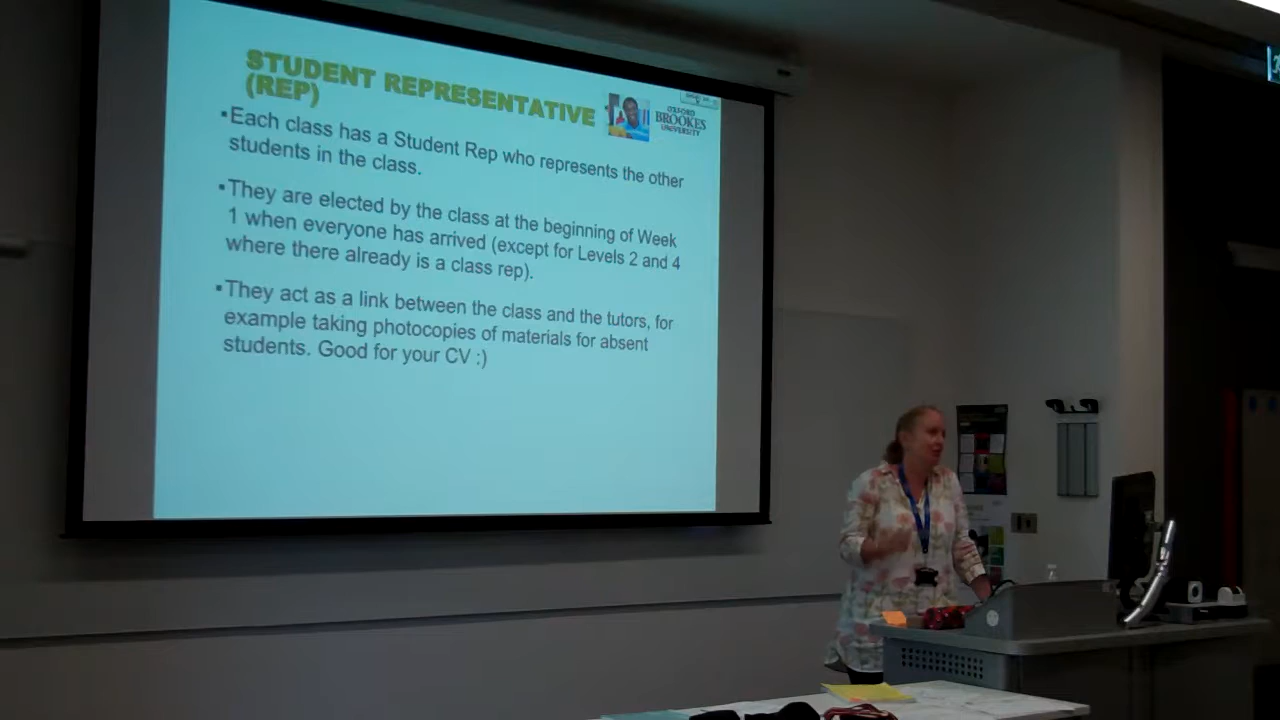 STUDENT REPRESENTATIVE
(REP)
OXFORD
BROOKES
UNIVERSITY
▪Each class has a Student Rep who represents the other
students in the class.
▪They are elected by the class at the beginning of Week
1 when everyone has arrived (except for Levels 2 and 4
where there already is a class rep).
▪They act as a link between the class and the tutors, for
example taking photocopies of materials for absent
students. Good for your CV :)